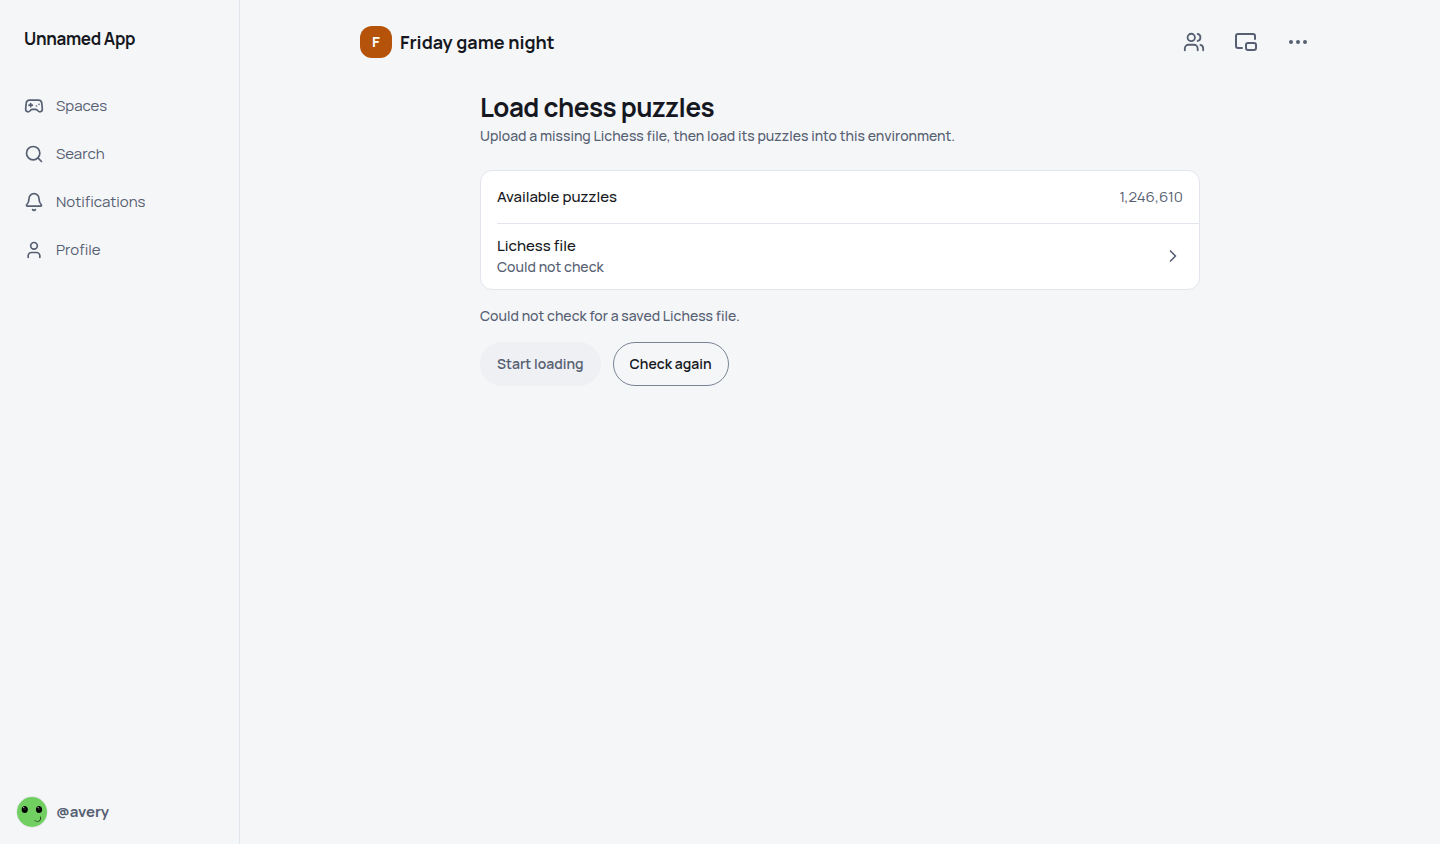 Unnamed App
Spaces
Search
Notifications
Profile
@avery
F
Friday game night
Load chess puzzles
Upload a missing Lichess file, then load its puzzles into this environment.
Available puzzles
1,246,610
Lichess file
Could not check
Could not check for a saved Lichess file.
Start loading
Check again